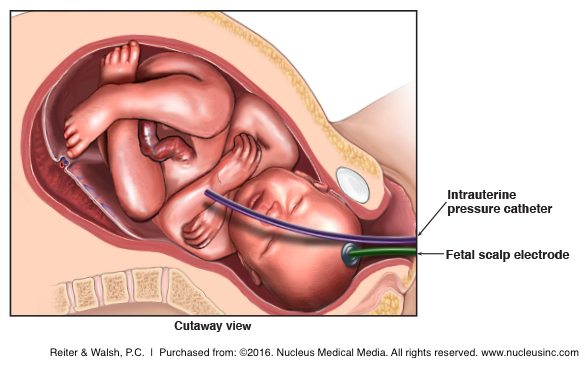 Intrauterine
pressure catheter
Fetal scalp electrode
Cutaway view
Reiter & Walsh, P.C. | Purchased from: ©2016. Nucleus Medical Media. All rights reserved. www.nucleusinc.com